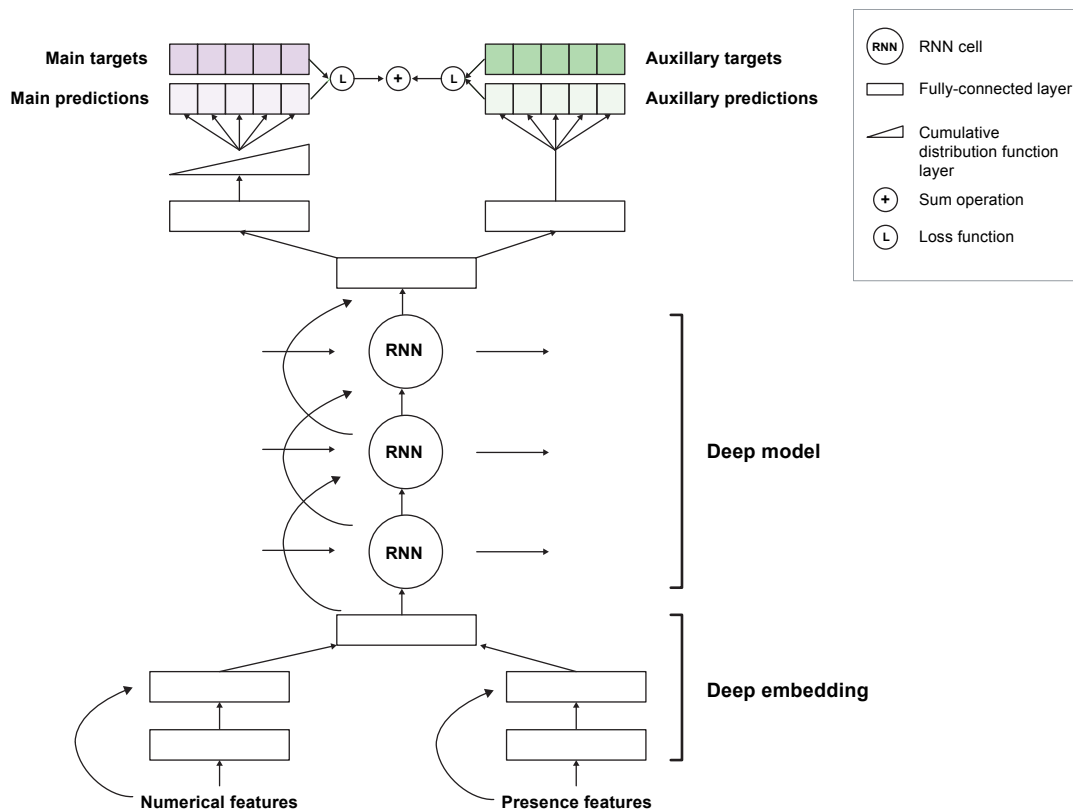 Main targets
Main predictions
L
+
L
Auxillary targets
Auxillary predictions
RNN
RNN cell
Fully-connected layer
Cumulative
distribution function
layer
+
Sum operation
L
Loss function
RNN
RNN
RNN
Deep model
Deep embedding
Numerical features
Presence features